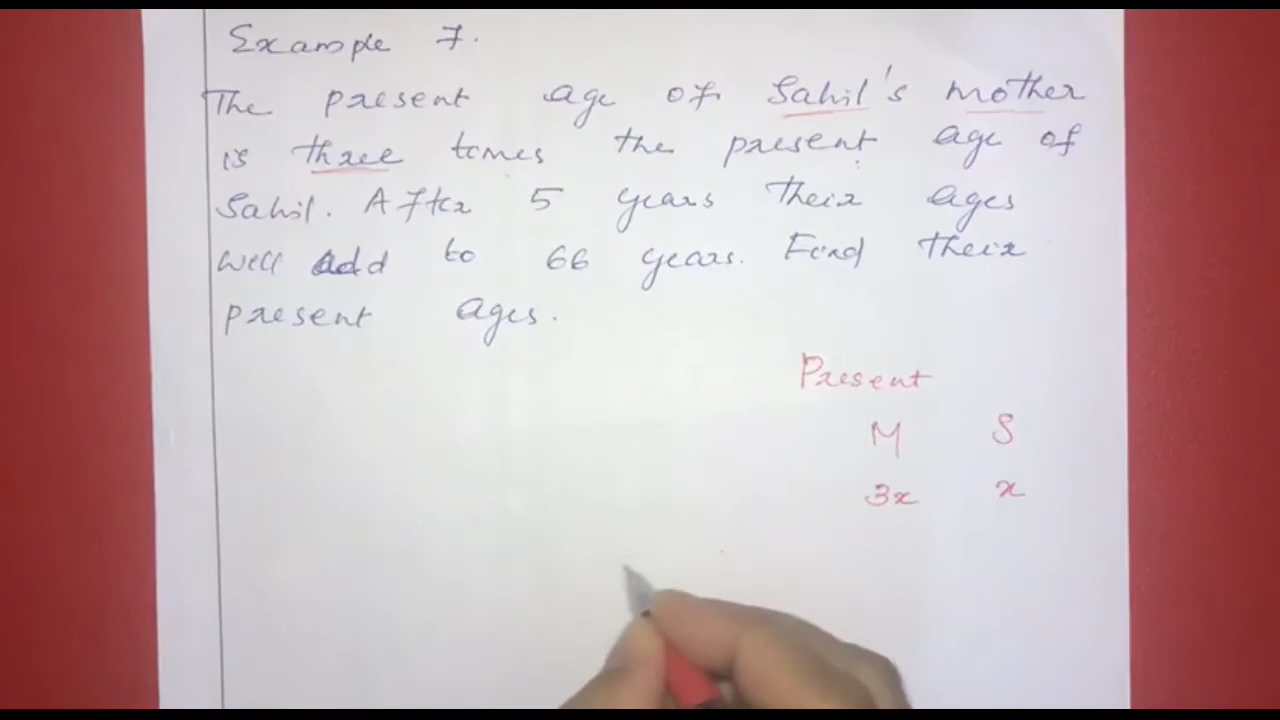 Example 7.
The present age of Sahil's mother
is three times the present age of
Sahil. After 5 years their ages
will add to 66 years. Find their
present ages.
Present
M S
3x x